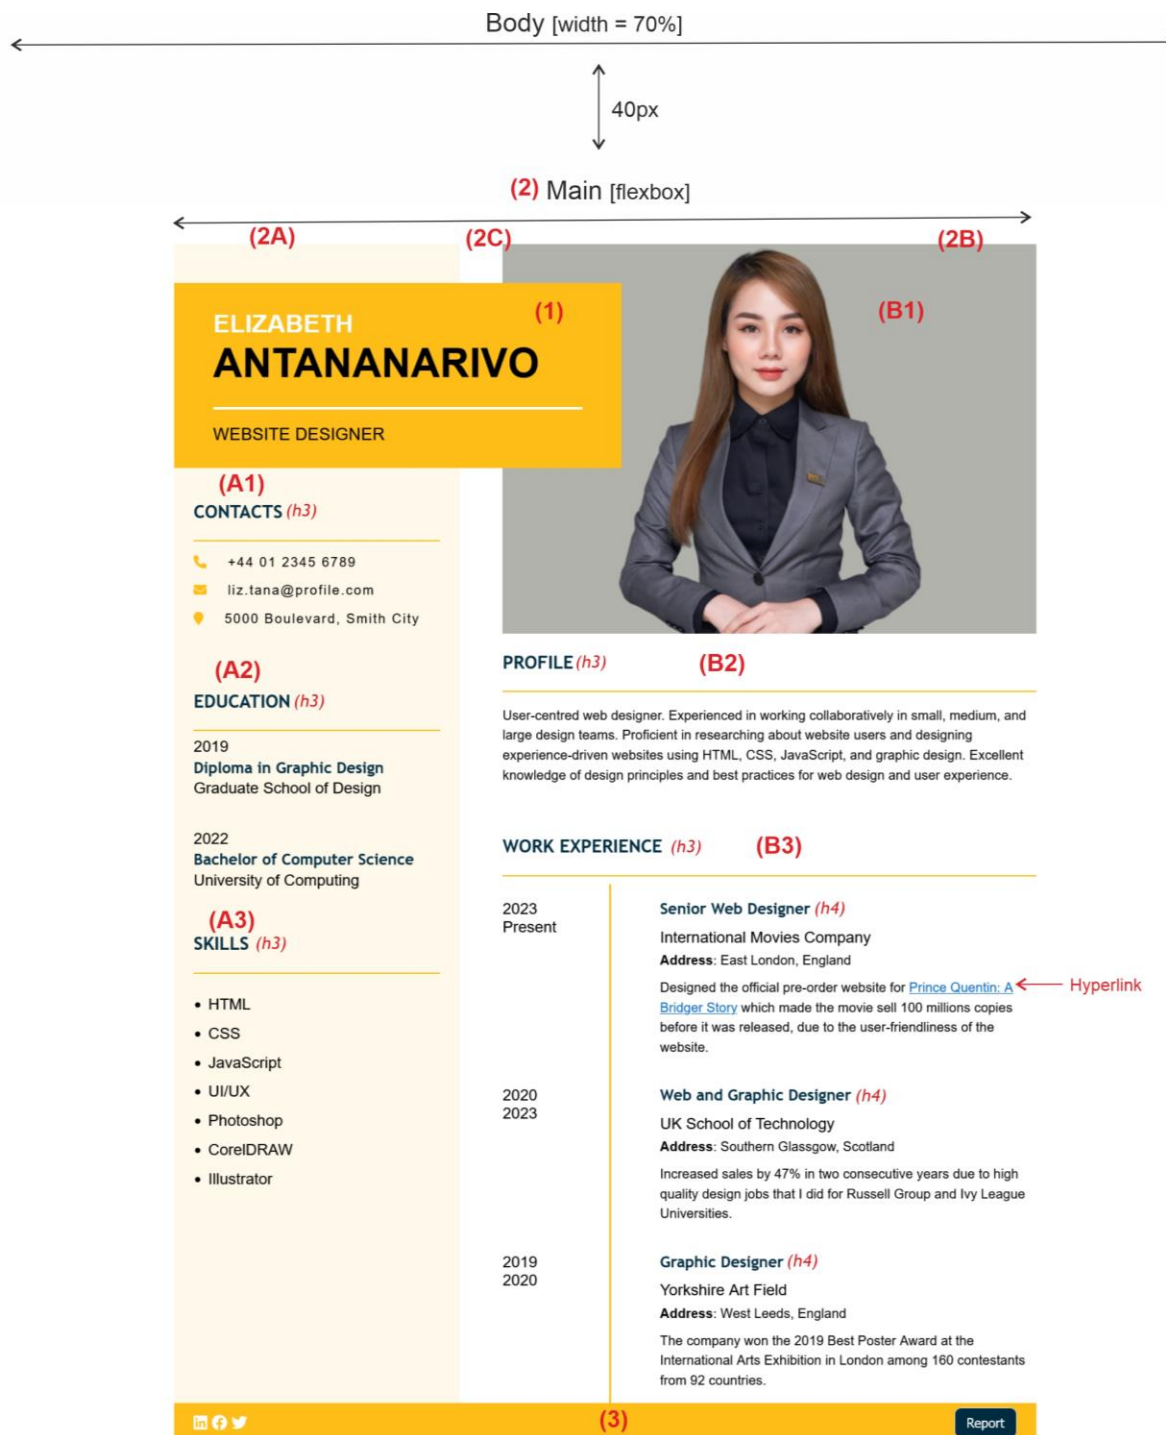 Body [width = 70%]
40px
(2) Main [flexbox]
(2A)
(2C)
(2B)
(1)
(B1)
ELIZABETH
ANTANANARIVO
WEBSITE DESIGNER
(A1)
CONTACTS (h3)
+44 01 2345 6789
liz.tana@profile.com
5000 Boulevard, Smith City
(A2)
EDUCATION (h3)
2019
Diploma in Graphic Design
Graduate School of Design
2022
Bachelor of Computer Science
University of Computing
(A3)
SKILLS (h3)
• HTML
• CSS
• JavaScript
• UI/UX
• Photoshop
• CorelDRAW
• Illustrator
PROFILE (h3)
(B2)
User-centred web designer. Experienced in working collaboratively in small, medium, and
large design teams. Proficient in researching about website users and designing
experience-driven websites using HTML, CSS, JavaScript, and graphic design. Excellent
knowledge of design principles and best practices for web design and user experience.
WORK EXPERIENCE (h3)
(B3)
2023
Present
Senior Web Designer (h4)
International Movies Company
Address: East London, England
Designed the official pre-order website for Prince Quentin: A
Bridger Story which made the movie sell 100 millions copies
before it was released, due to the user-friendliness of the
website.
Hyperlink
2020
2023
Web and Graphic Designer (h4)
UK School of Technology
Address: Southern Glassgow, Scotland
Increased sales by 47% in two consecutive years due to high
quality design jobs that I did for Russell Group and Ivy League
Universities.
2019
2020
Graphic Designer (h4)
Yorkshire Art Field
Address: West Leeds, England
The company won the 2019 Best Poster Award at the
International Arts Exhibition in London among 160 contestants
from 92 countries.
(3)
Report